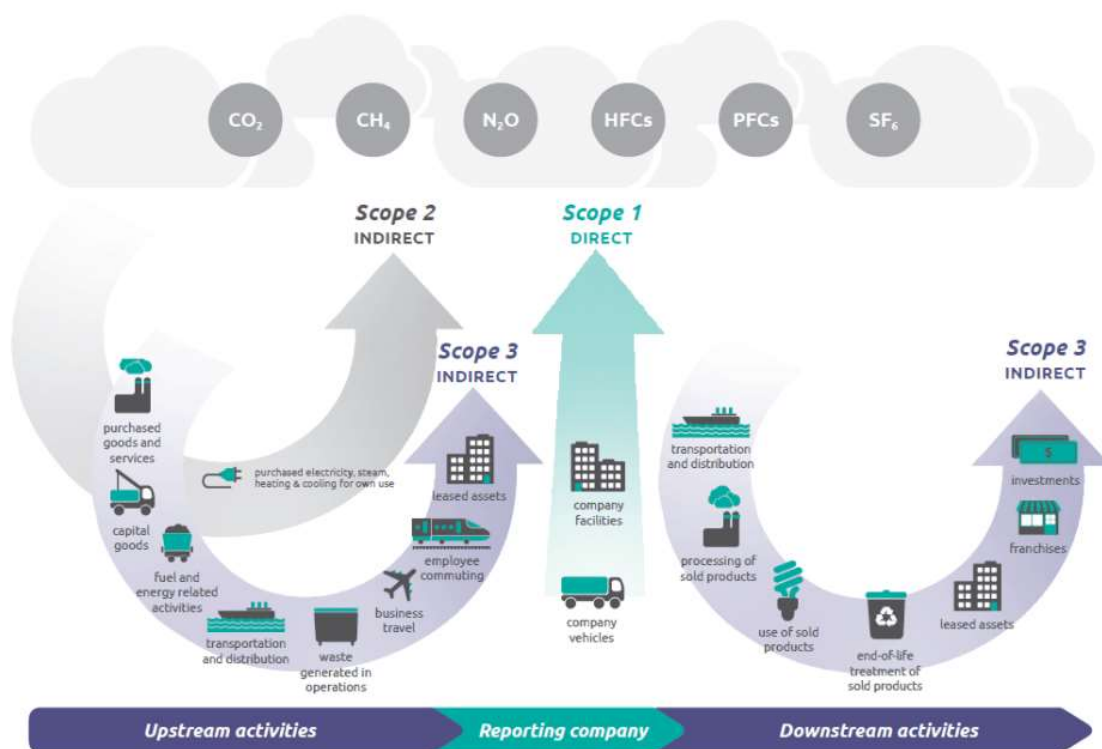 CO₂
CH₄
N₂O
HFCs
PFCs
SF₆
Scope 2
INDIRECT
Scope 1
DIRECT
Scope 3
INDIRECT
Scope 3
INDIRECT
purchased
goods and
services
capital
goods
fuel and
energy related
activities
transportation
and distribution
waste
generated in
operations
business
travel
employee
commuting
leased assets
purchased electricity, steam,
heating & cooling for own use
company
facilities
company
vehicles
transportation
and distribution
processing of
sold products
use of sold
products
end-of-life
treatment of
sold products
leased assets
franchises
$
investments
Upstream activities
Reporting company
Downstream activities